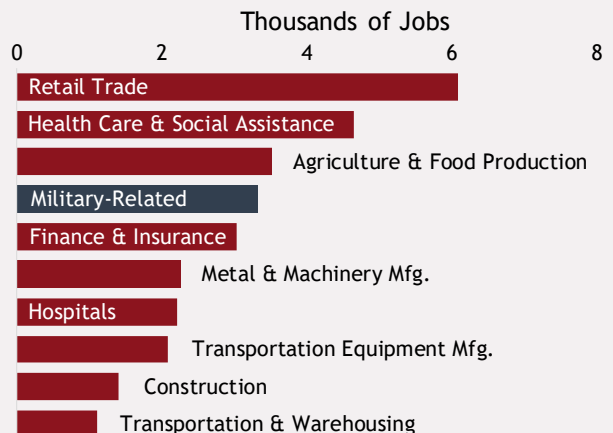 Thousands of Jobs
0 2 4 6 8
Retail Trade
Health Care & Social Assistance
Agriculture & Food Production
Military-Related
Finance & Insurance
Metal & Machinery Mfg.
Hospitals
Transportation Equipment Mfg.
Construction
Transportation & Warehousing